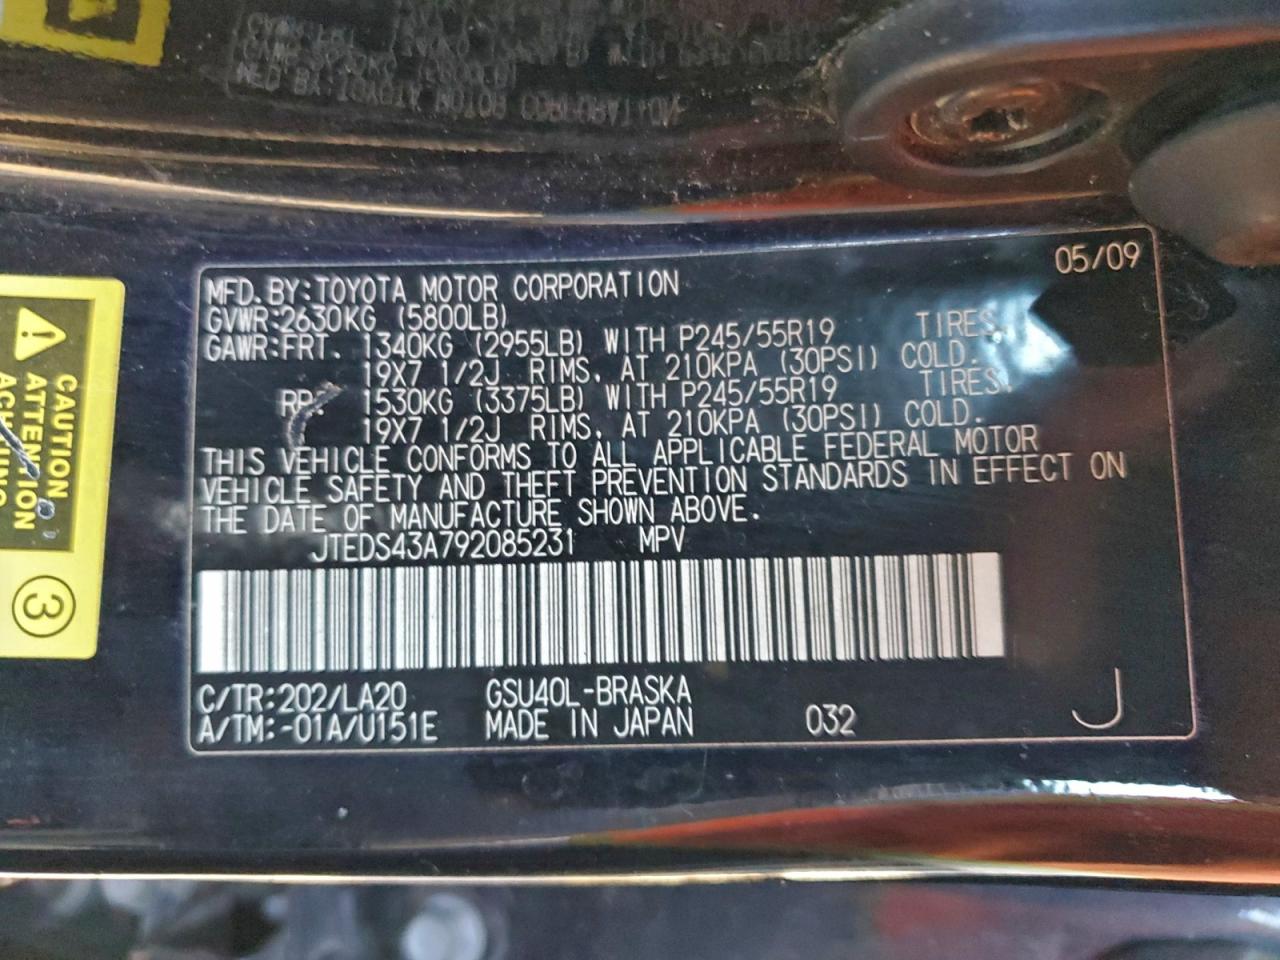 05/09
MFD. BY: TOYOTA MOTOR CORPORATION
GVWR: 2630KG (5800LB)
GAWR: FRT. 1340KG (2955LB) WITH P245/55R19 TIRES,
19X7 1/2J RIMS, AT 210KPA (30PSI) COLD.
RR. 1530KG (3375LB) WITH P245/55R19 TIRES,
19X7 1/2J RIMS, AT 210KPA (30PSI) COLD.
THIS VEHICLE CONFORMS TO ALL APPLICABLE FEDERAL MOTOR
VEHICLE SAFETY AND THEFT PREVENTION STANDARDS IN EFFECT ON
THE DATE OF MANUFACTURE SHOWN ABOVE.
JTEDS43A792085231 MPV
C/TR: 202/LA20 GSU40L-BRASKA
A/TM: -01A/U151E MADE IN JAPAN 032 J
CAUTION
ATTENTION
ACHTUNG
3